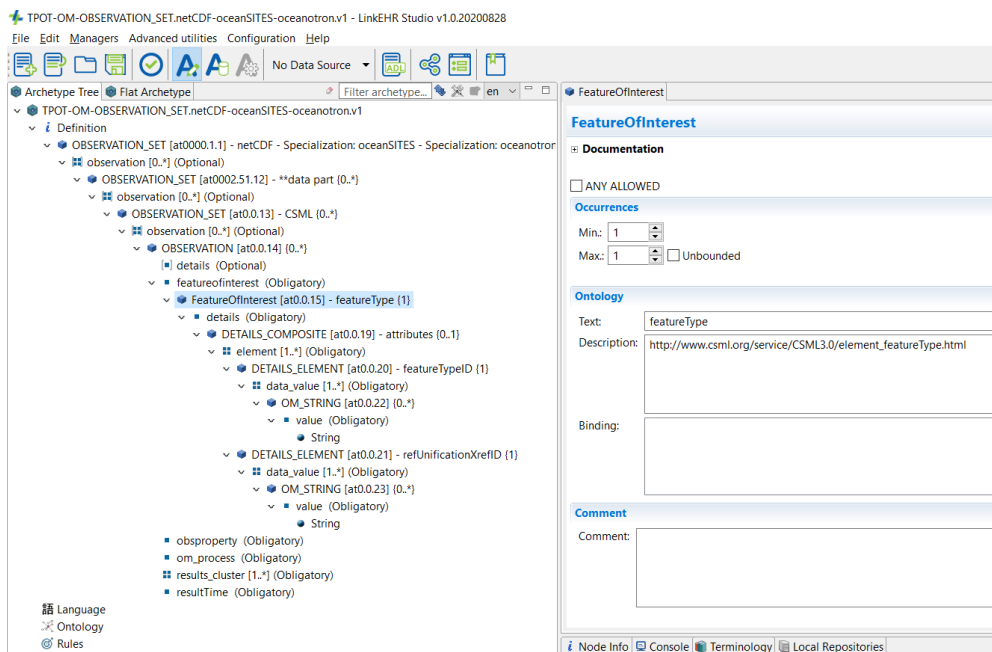 TPOT-OM-OBSERVATION_SET.netCDF-oceanSITES-oceanotron.v1 - LinkEHR Studio v1.0.20200828
File Edit Managers Advanced utilities Configuration Help
No Data Source
ADL
Archetype Tree Flat Archetype
Filter archetype...
en
TPOT-OM-OBSERVATION_SET.netCDF-oceanSITES-oceanotron.v1
Definition
OBSERVATION_SET [at0000.1.1] - netCDF - Specialization: oceanSITES - Specialization: oceanotron
observation [0..*] (Optional)
OBSERVATION_SET [at0002.51.12] - **data part {0..*}
observation [0..*] (Optional)
OBSERVATION_SET [at0.0.13] - CSML {0..*}
observation [0..*] (Optional)
OBSERVATION [at0.0.14] {0..*}
details (Optional)
featureofinterest (Obligatory)
FeatureOfInterest [at0.0.15] - featureType {1}
details (Obligatory)
DETAILS_COMPOSITE [at0.0.19] - attributes {0..1}
element [1..*] (Obligatory)
DETAILS_ELEMENT [at0.0.20] - featureTypeID {1}
data_value [1..*] (Obligatory)
OM_STRING [at0.0.22] {0..*}
value (Obligatory)
String
DETAILS_ELEMENT [at0.0.21] - refUnificationXrefID {1}
data_value [1..*] (Obligatory)
OM_STRING [at0.0.23] {0..*}
value (Obligatory)
String
obsproperty (Obligatory)
om_process (Obligatory)
results_cluster [1..*] (Obligatory)
resultTime (Obligatory)
語 Language
Ontology
Rules
FeatureOfInterest
FeatureOfInterest
Documentation
ANY ALLOWED
Occurrences
Min.: 1
Max.: 1 Unbounded
Ontology
Text: featureType
Description: http://www.csml.org/service/CSML3.0/element_featureType.html
Binding:
Comment
Comment:
Node Info Console Terminology Local Repositories